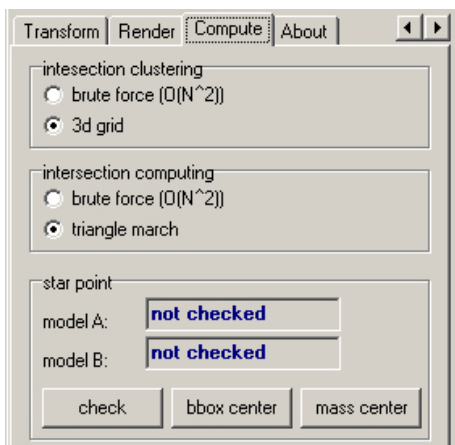 Transform Render Compute About
intesection clustering
brute force (O(N^2))
3d grid
intersection computing
brute force (O(N^2))
triangle march
star point
model A: not checked
model B: not checked
check bbox center mass center